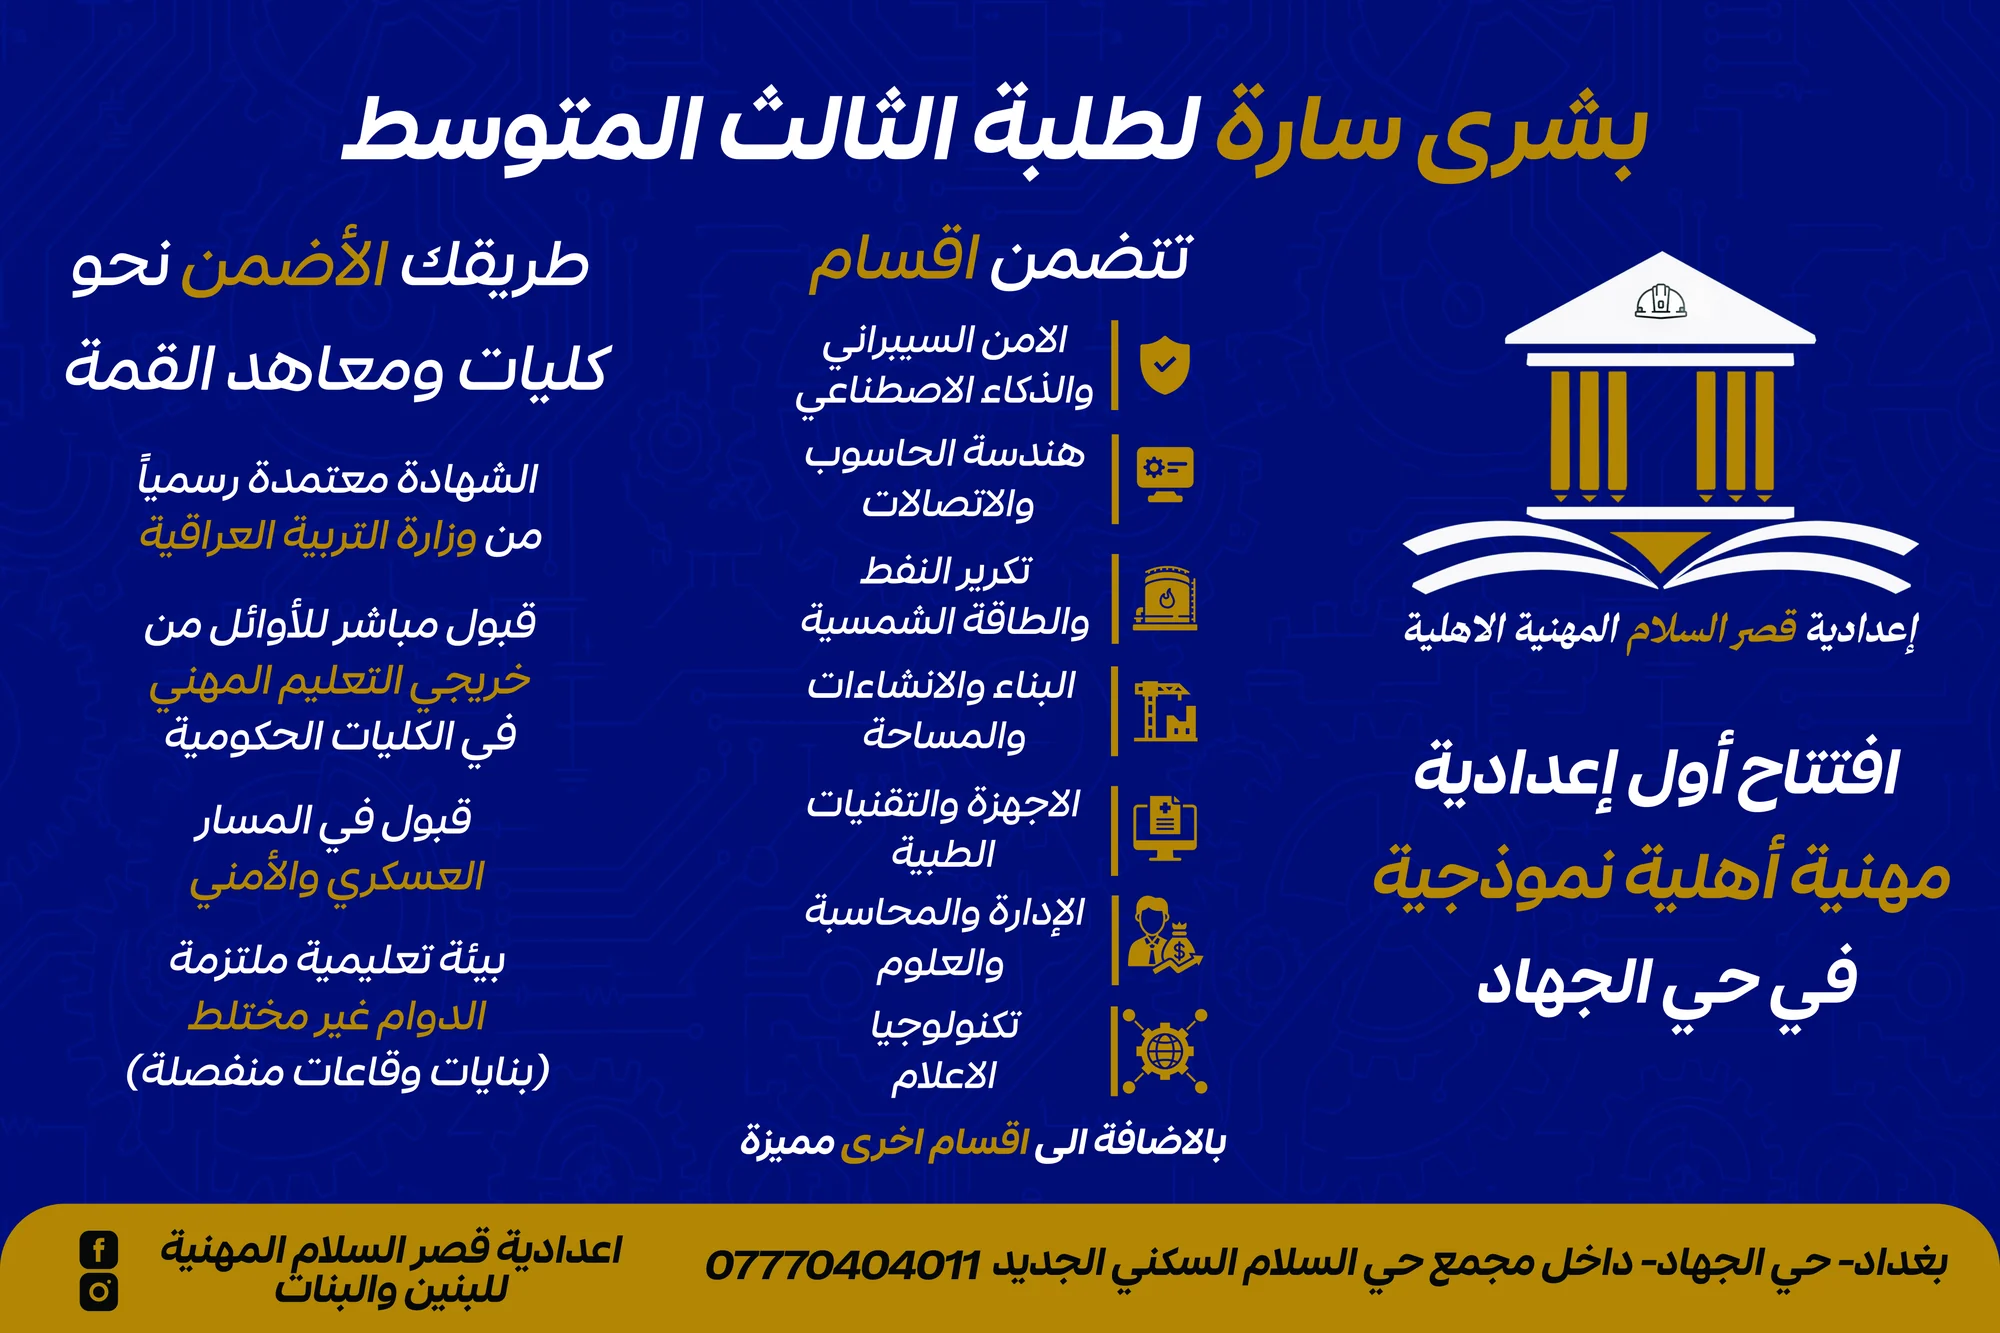 بشرى سارة لطلبة الثالث المتوسط
إعدادية قصر السلام المهنية الاهلية
افتتاح أول إعدادية
مهنية أهلية نموذجية
في حي الجهاد
تتضمن اقسام
الامن السيبراني
والذكاء الاصطناعي
هندسة الحاسوب
والاتصالات
تكرير النفط
والطاقة الشمسية
البناء والانشاءات
والمساحة
الاجهزة والتقنيات
الطبية
الإدارة والمحاسبة
والعلوم
تكنولوجيا
الاعلام
بالاضافة الى اقسام اخرى مميزة
طريقك الأضمن نحو
كليات ومعاهد القمة
الشهادة معتمدة رسمياً
من وزارة التربية العراقية
قبول مباشر للأوائل من
خريجي التعليم المهني
في الكليات الحكومية
قبول في المسار
العسكري والأمني
بيئة تعليمية ملتزمة
الدوام غير مختلط
(بنايات وقاعات منفصلة)
بغداد- حي الجهاد- داخل مجمع حي السلام السكني الجديد 07770404011
اعدادية قصر السلام المهنية
للبنين والبنات